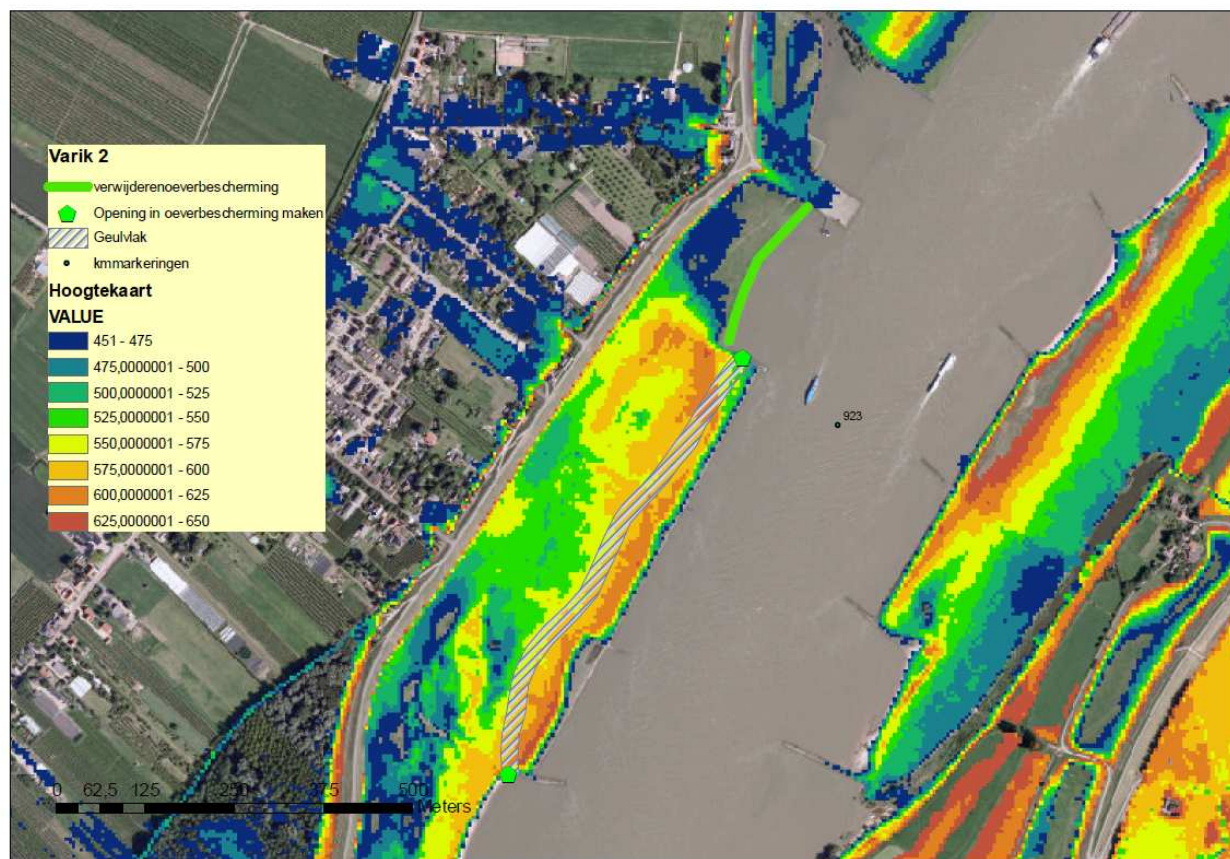 Varik 2
verwijderenoeverbescherming
Opening in oeverbescherming maken
Geulvlak
kmmarkeringen
Hoogtekaart
VALUE
451 - 475
475,0000001 - 500
500,0000001 - 525
525,0000001 - 550
550,0000001 - 575
575,0000001 - 600
600,0000001 - 625
625,0000001 - 650
923
0 62,5 125 250 375 500
Meters